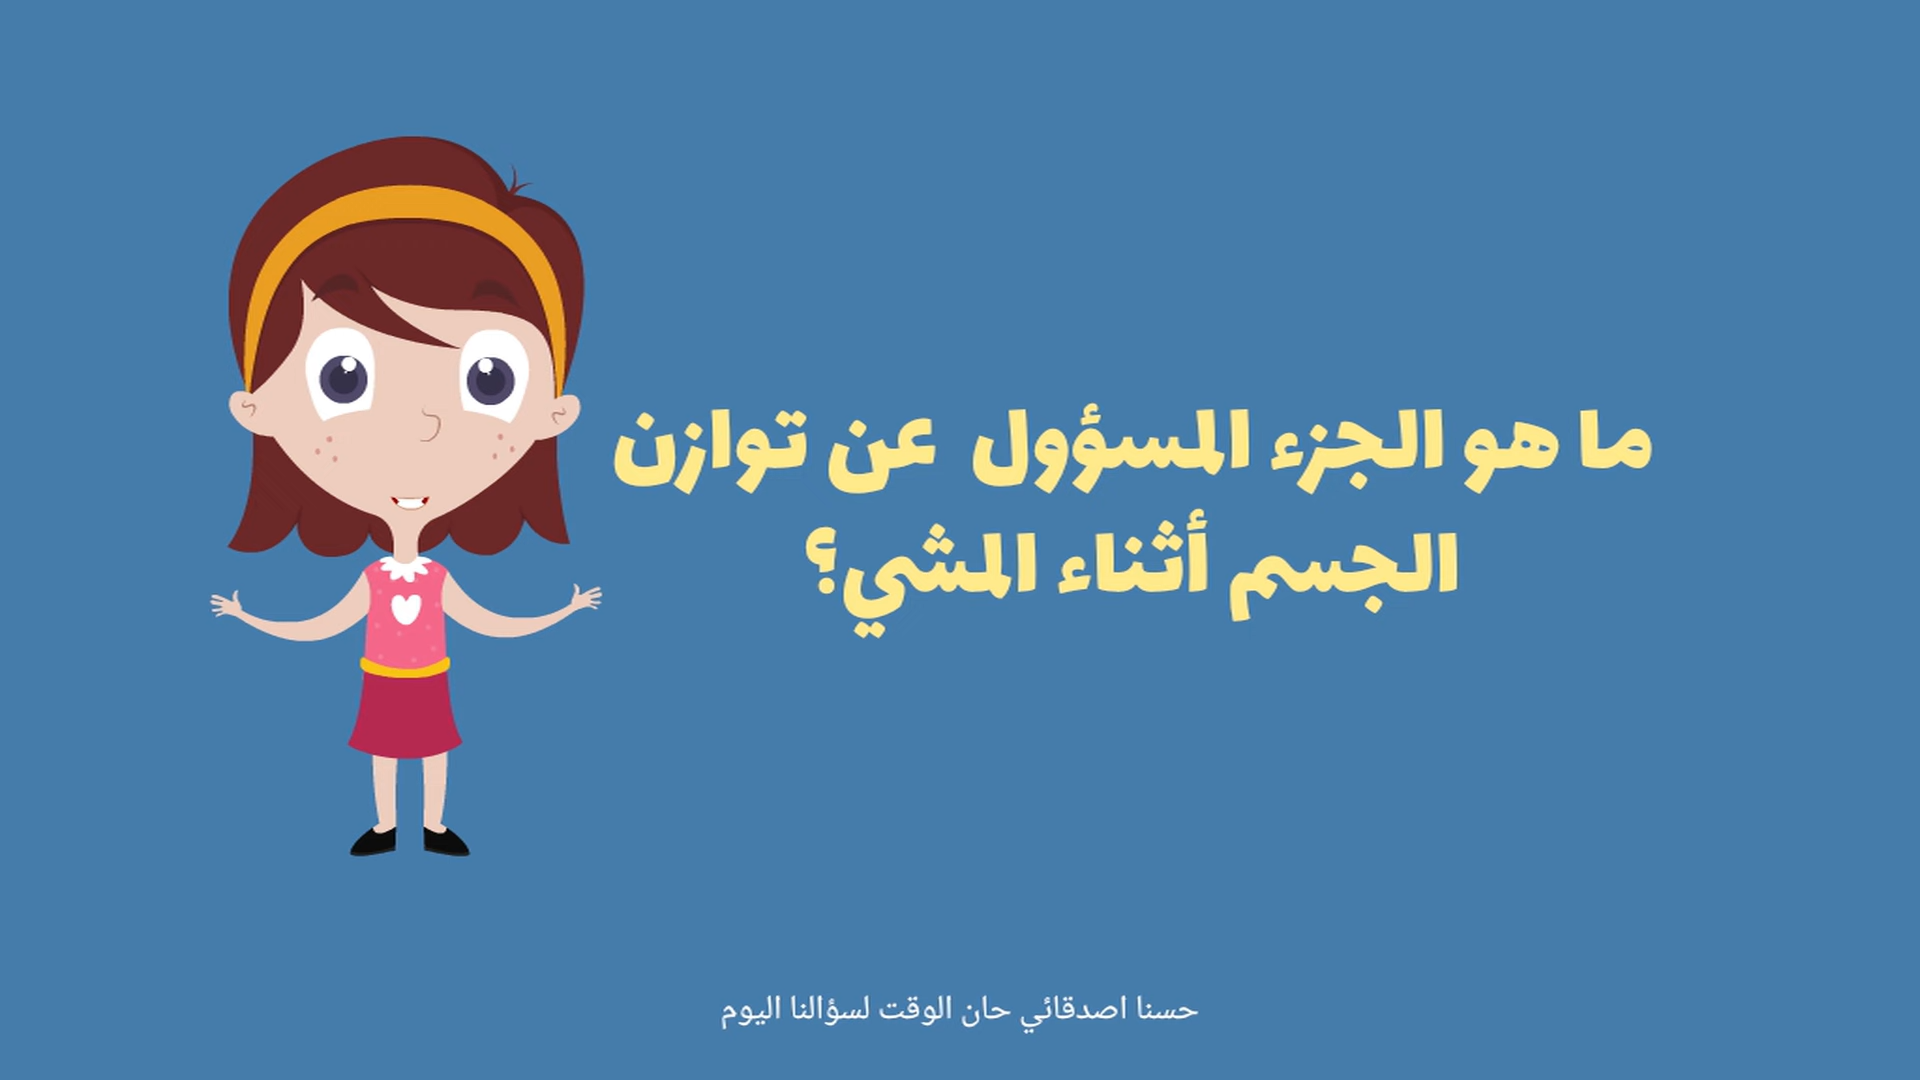 ما هو الجزء المسؤول عن توازن
الجسم أثناء المشي؟
حسنا اصدقائي حان الوقت لسؤالنا اليوم